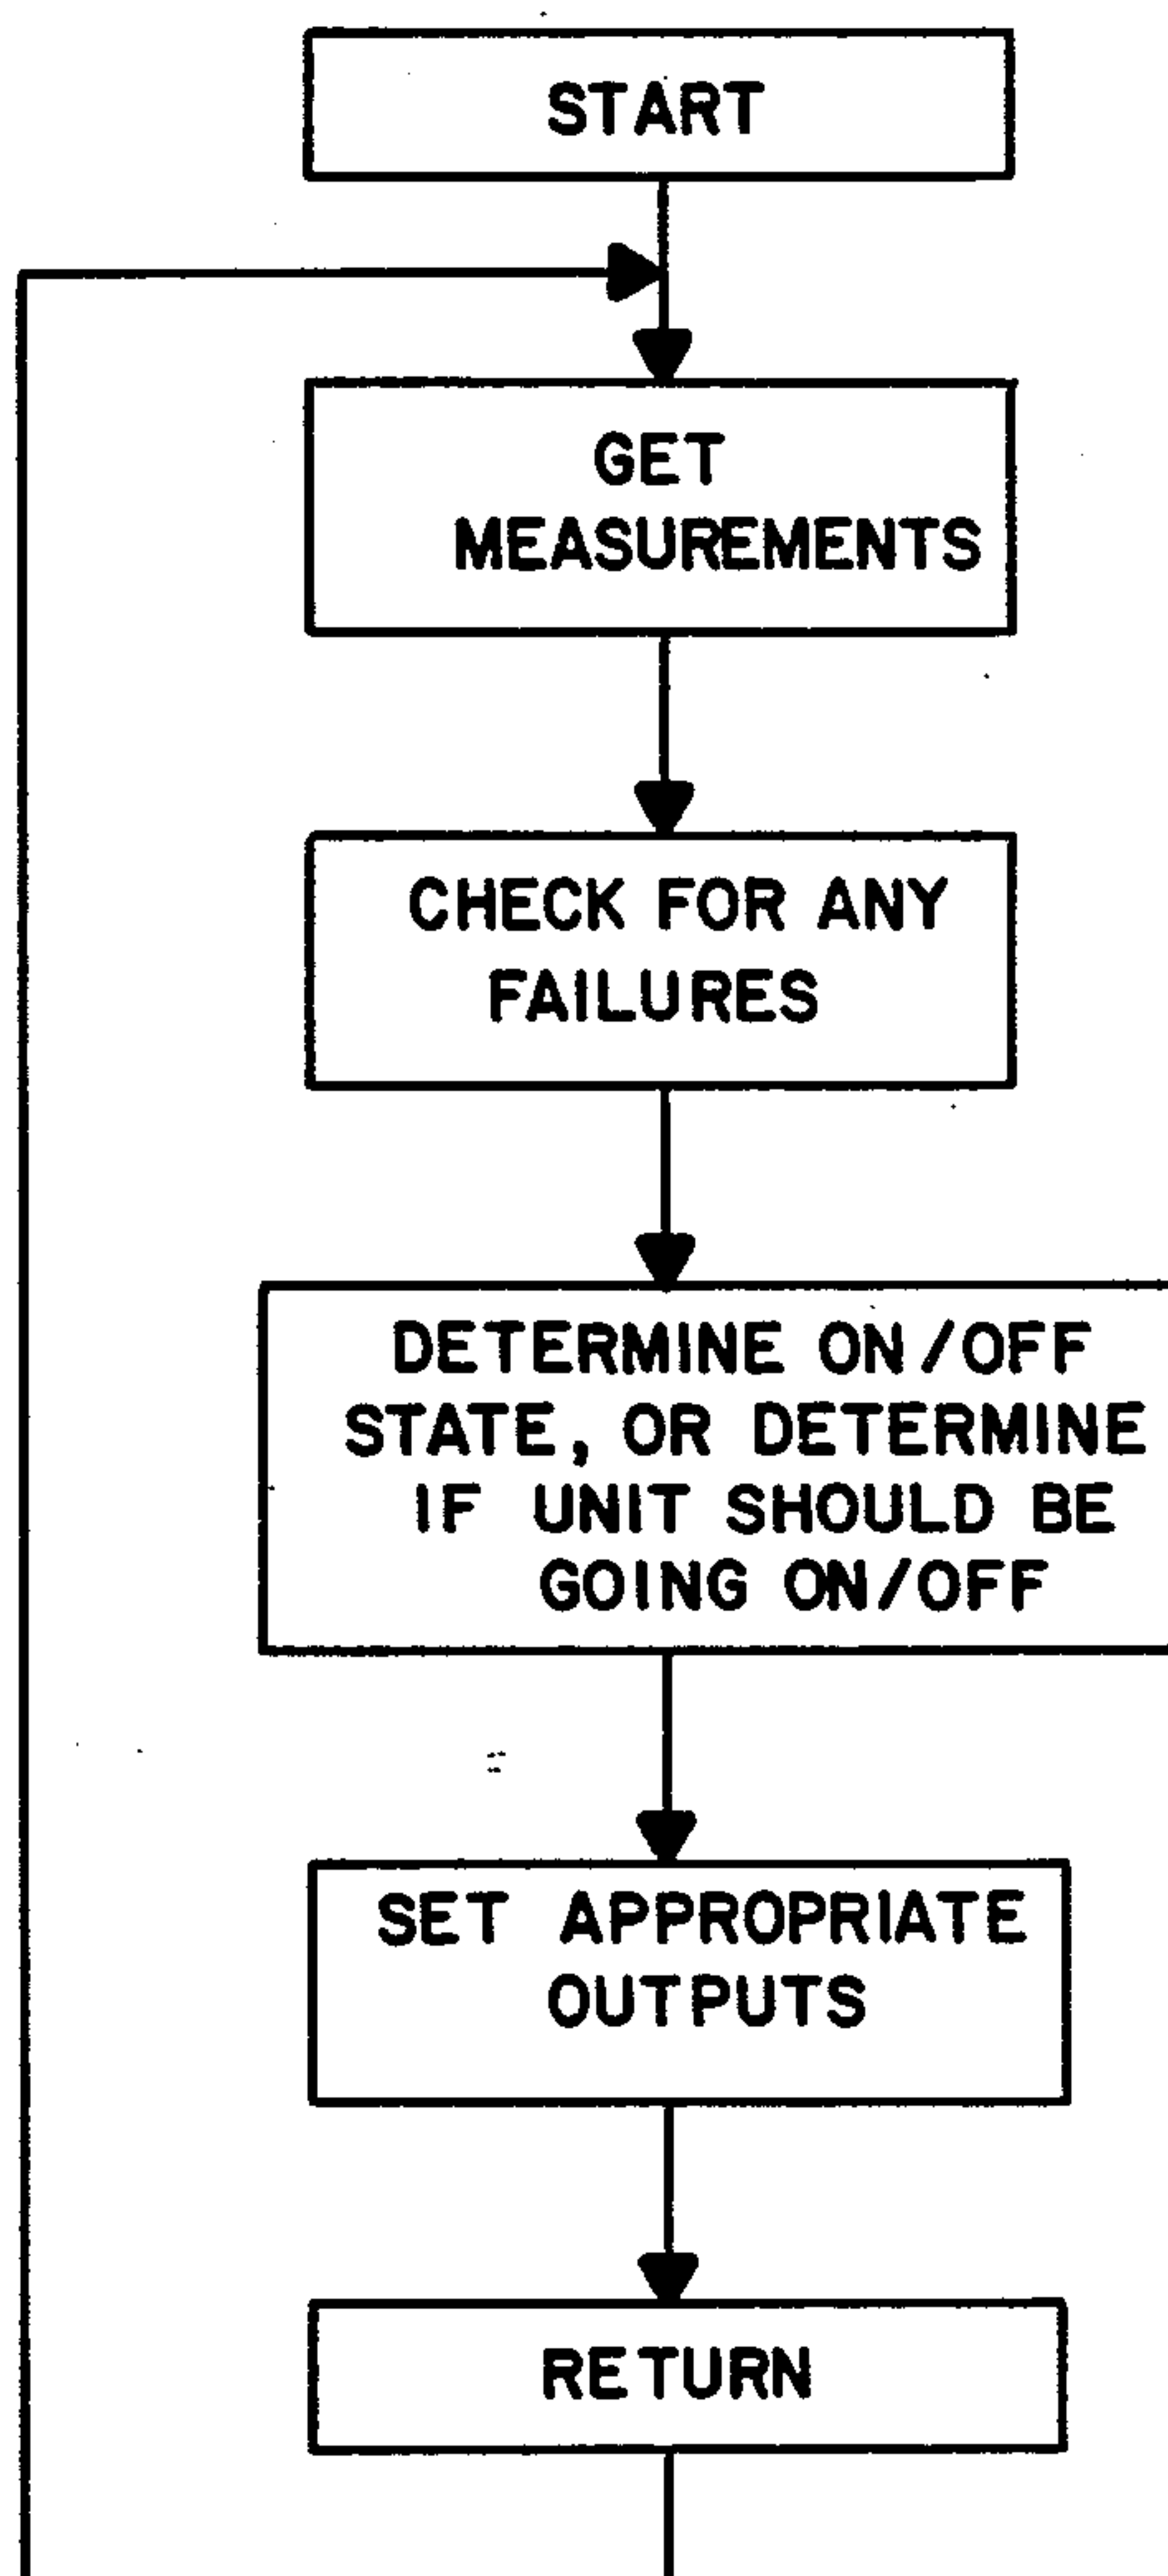 START
GET
MEASUREMENTS
CHECK FOR ANY
FAILURES
DETERMINE ON/OFF
STATE, OR DETERMINE
IF UNIT SHOULD BE
GOING ON/OFF
SET APPROPRIATE
OUTPUTS
RETURN